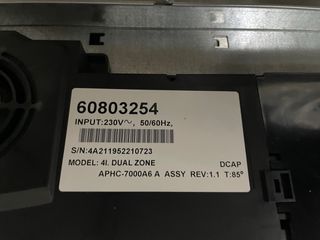 60803254
INPUT:230V∿, 50/60Hz,
S/N:4A211952210723
MODEL: 4I. DUAL ZONE DCAP
APHC-7000A6 A ASSY REV:1.1 T:85°